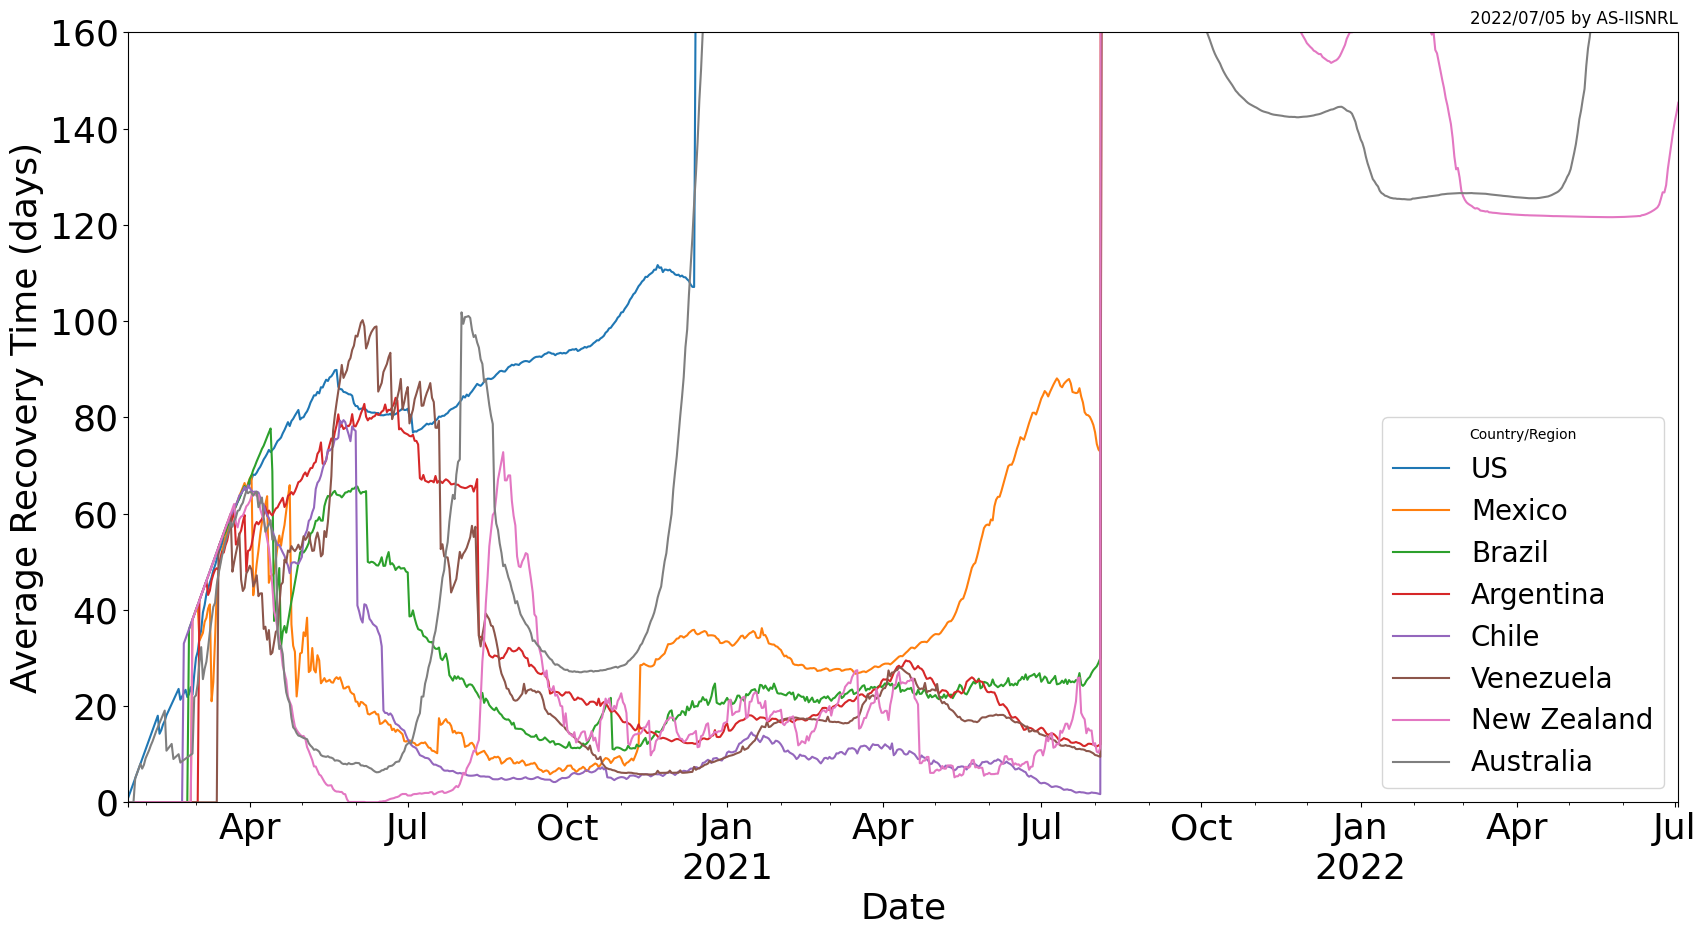 2022/07/05 by AS-IISNRL
160
140
120
100
80
60
40
20
0
Average Recovery Time (days)
Country/Region
US
Mexico
Brazil
Argentina
Chile
Venezuela
New Zealand
Australia
Apr Jul Oct Jan Apr Jul Oct Jan Apr Jul
2021 2022
Date